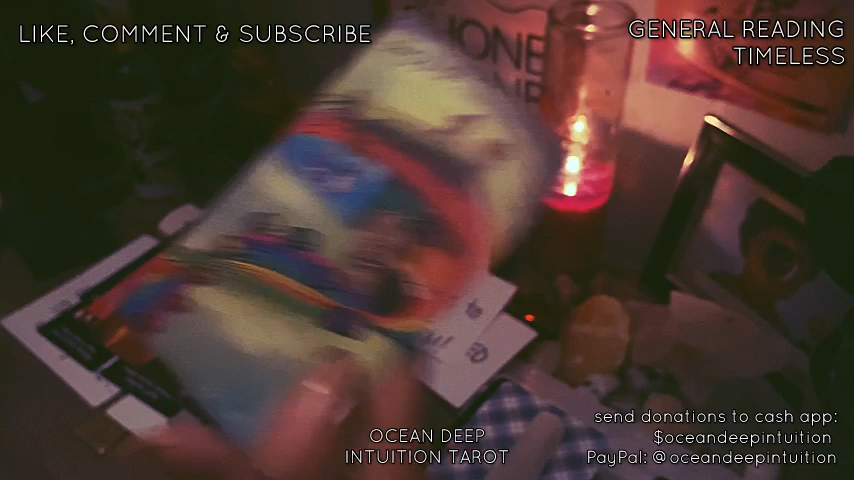 LIKE, COMMENT & SUBSCRIBE
GENERAL READING
TIMELESS
OCEAN DEEP
INTUITION TAROT
send donations to cash app:
$oceandeepintuition
PayPal: @oceandeepintuition